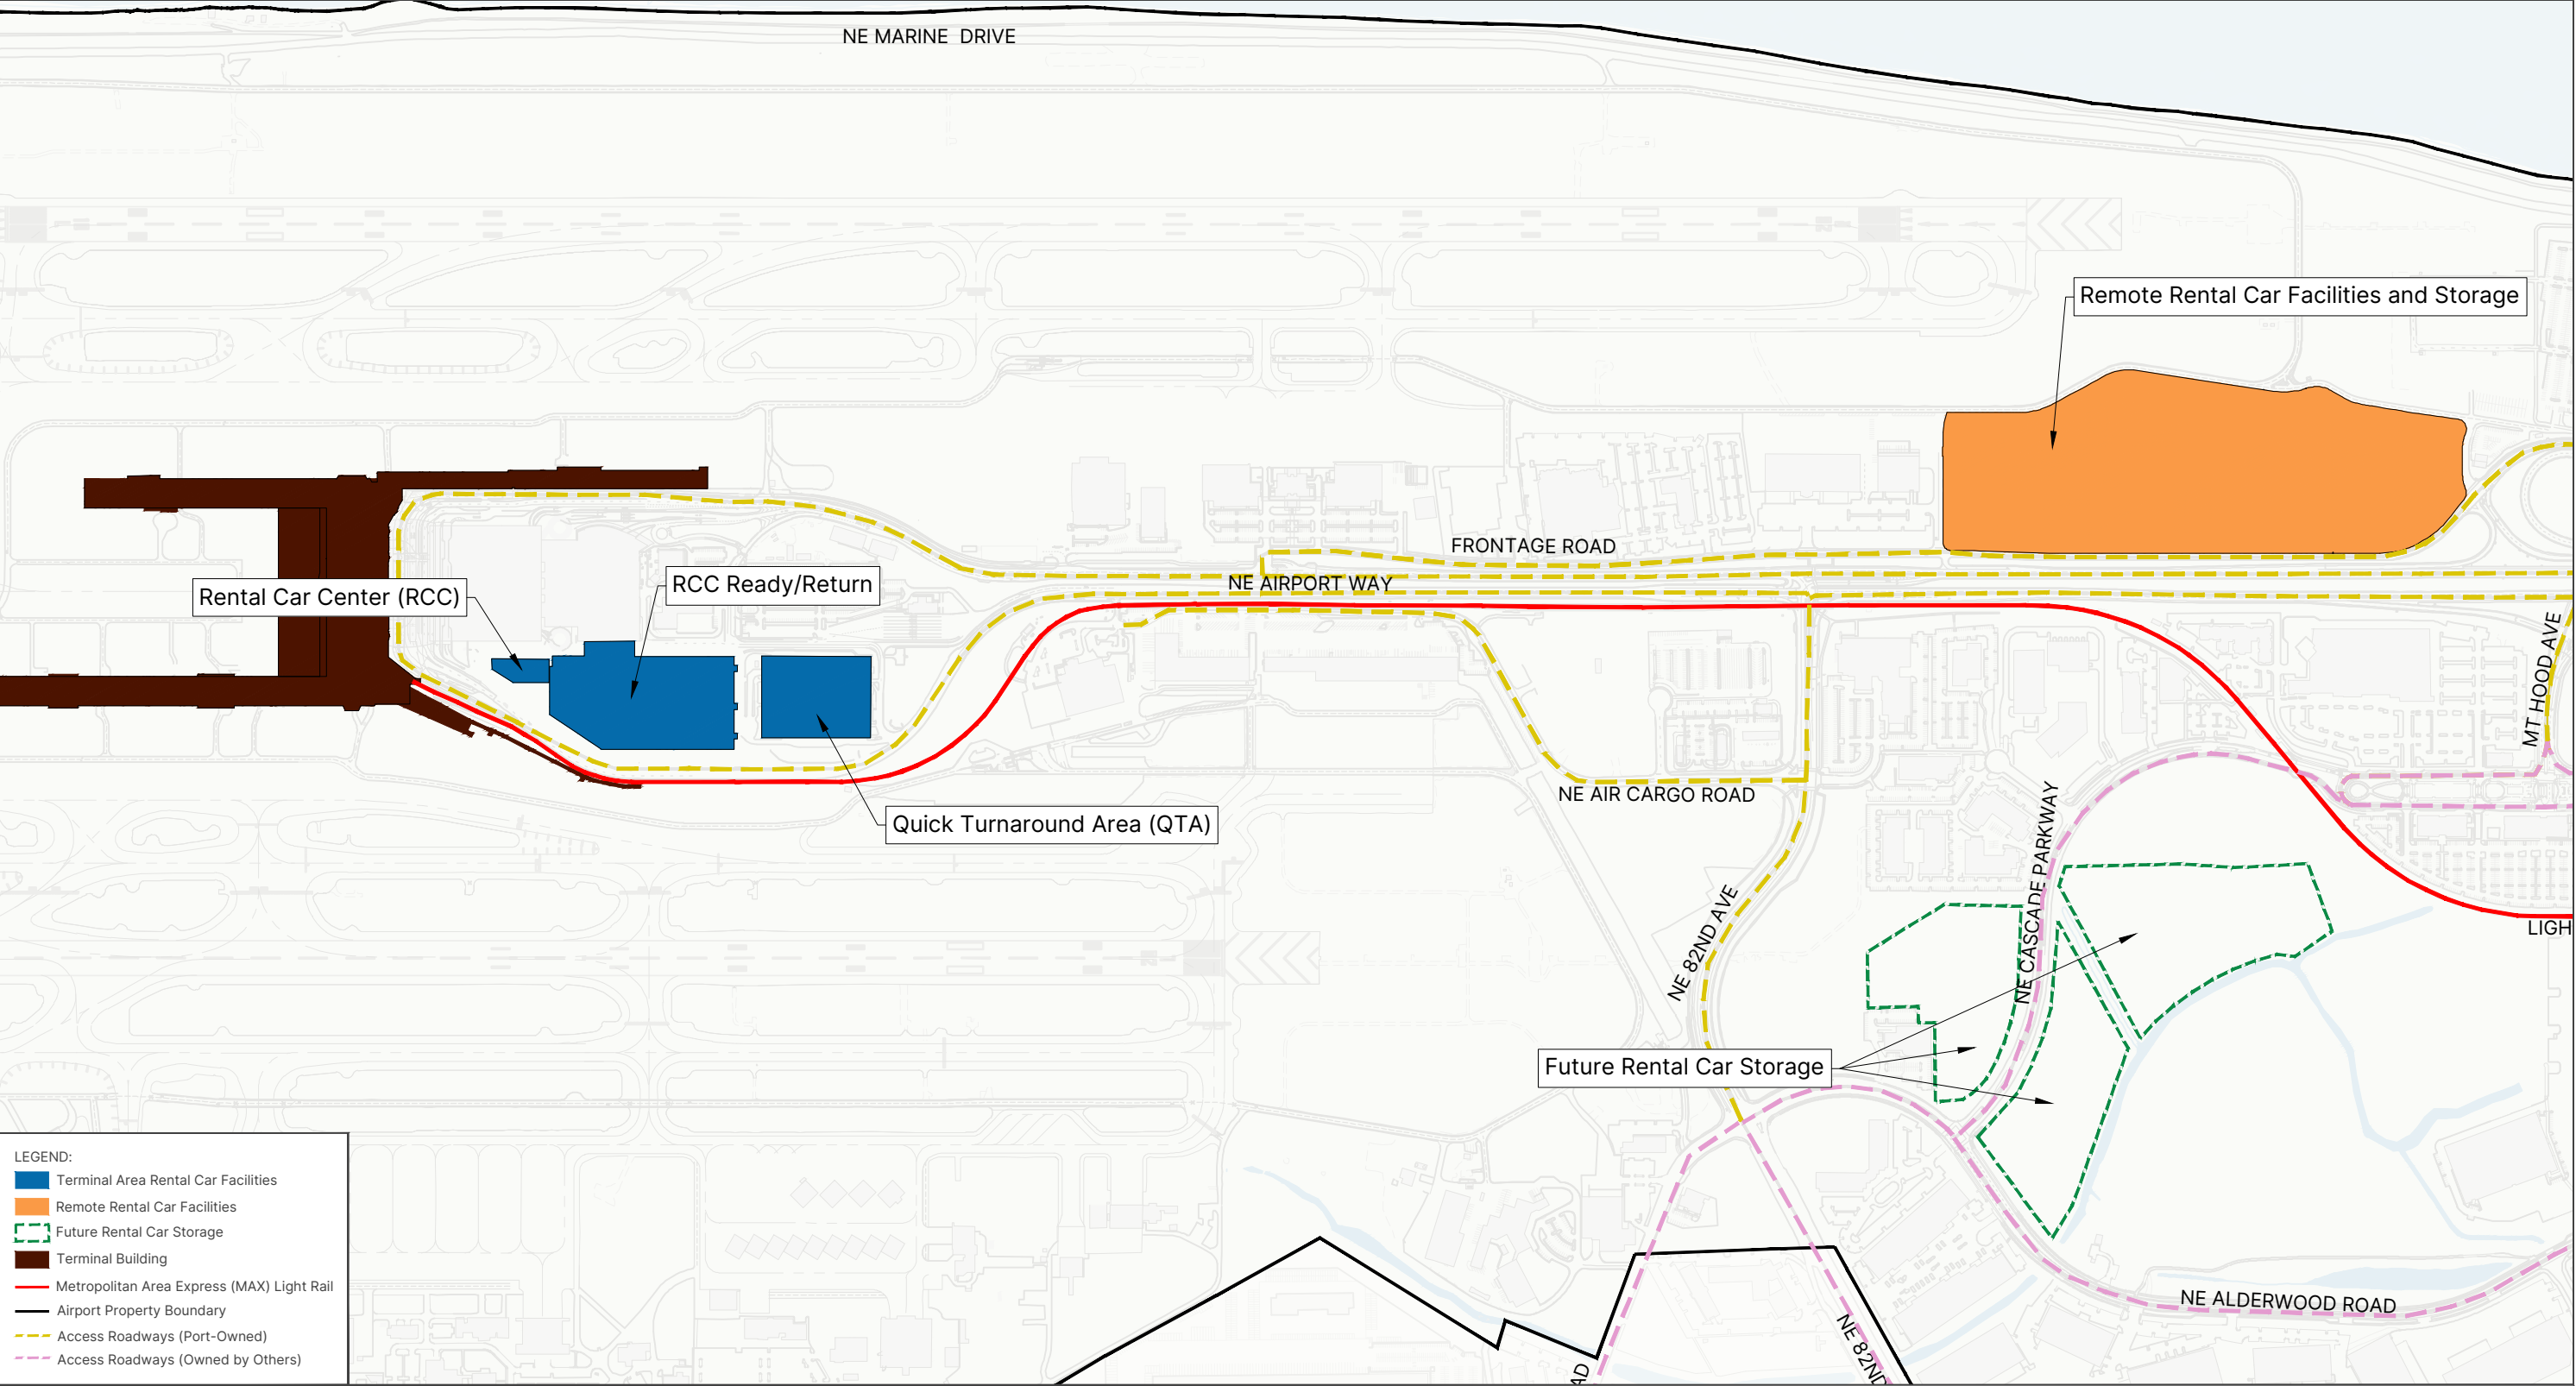 NE MARINE DRIVE
Remote Rental Car Facilities and Storage
FRONTAGE ROAD
RCC Ready/Return
NE AIRPORT WAY
Rental Car Center (RCC)
MT HOOD AVE
NE AIR CARGO ROAD
Quick Turnaround Area (QTA)
NE CASCADE PARKWAY
NE 82ND AVE
LIGH
Future Rental Car Storage
LEGEND:
Terminal Area Rental Car Facilities
Remote Rental Car Facilities
Future Rental Car Storage
Terminal Building
Metropolitan Area Express (MAX) Light Rail
Airport Property Boundary
Access Roadways (Port-Owned)
Access Roadways (Owned by Others)
NE ALDERWOOD ROAD
NE 82ND
AD